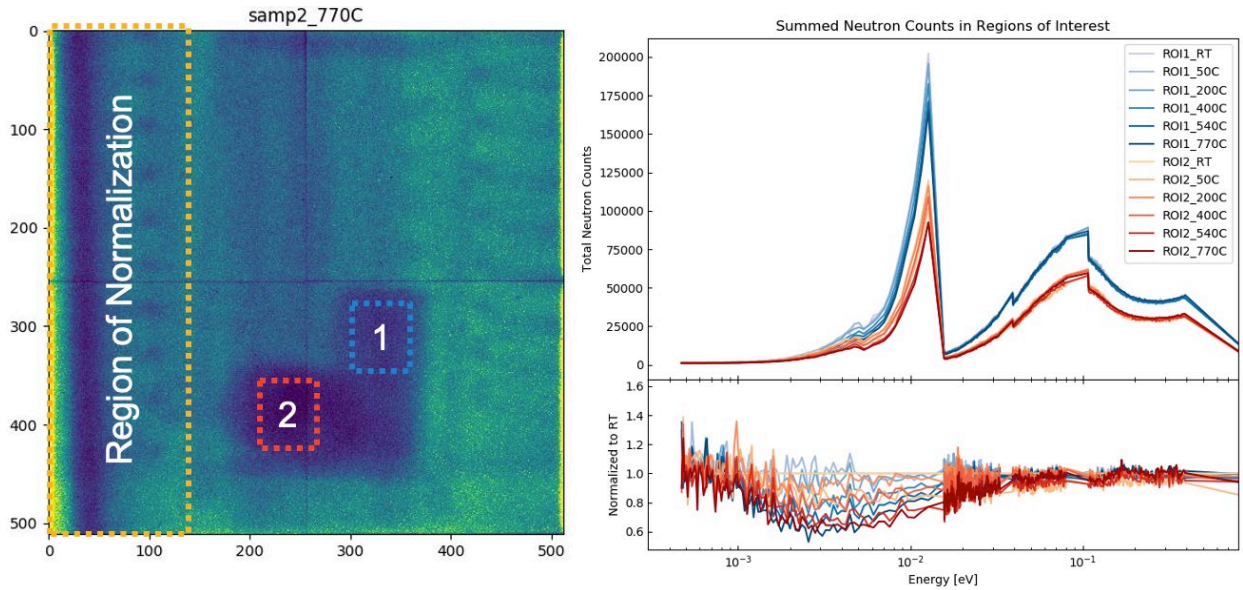 samp2_770C
0
100
200
300
400
500
0
100
200
300
400
500
Region of Normalization
1
2
Summed Neutron Counts in Regions of Interest
Total Neutron Counts
200000
175000
150000
125000
100000
75000
50000
25000
0
ROI1_RT
ROI1_50C
ROI1_200C
ROI1_400C
ROI1_540C
ROI1_770C
ROI2_RT
ROI2_50C
ROI2_200C
ROI2_400C
ROI2_540C
ROI2_770C
Normalized to RT
1.6
1.4
1.2
1.0
0.8
0.6
10⁻³
10⁻²
10⁻¹
Energy [eV]